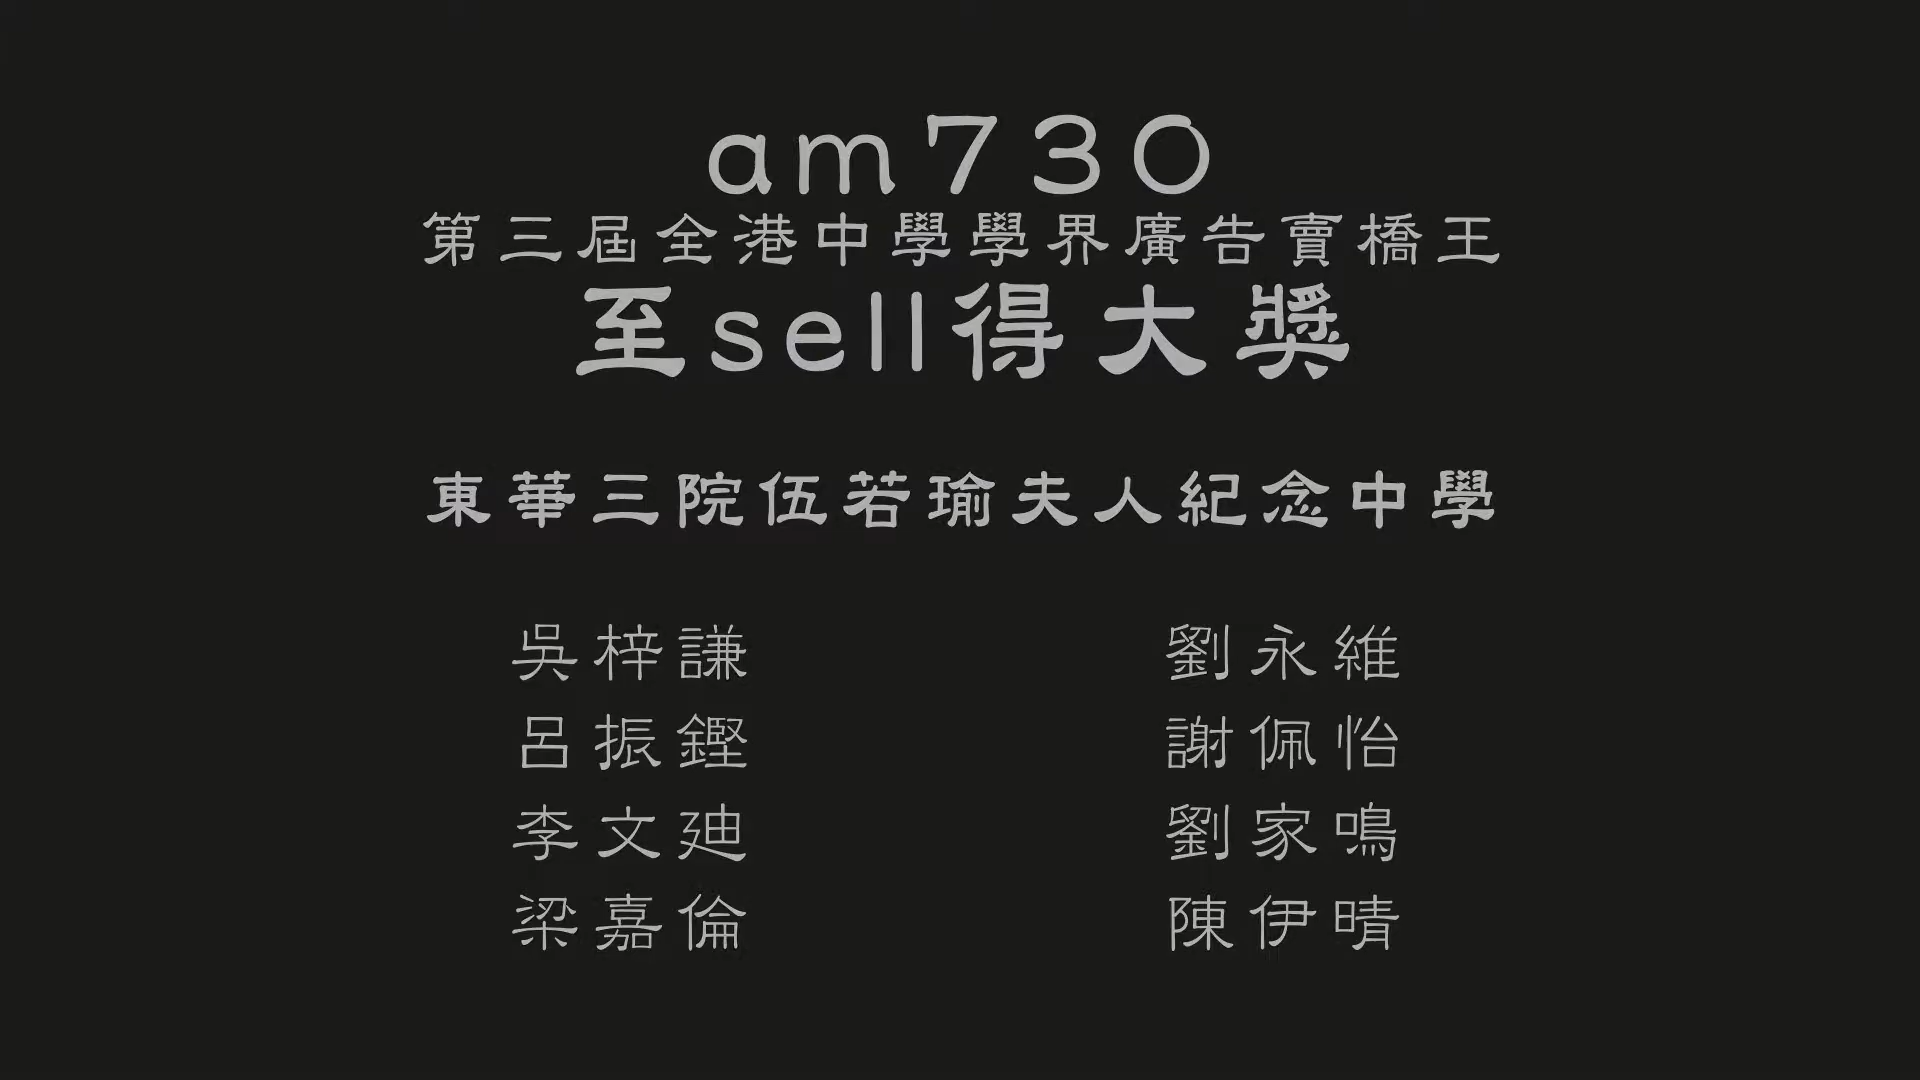 am730
第三屆全港中學學界廣告賣橋王
至sell得大獎
東華三院伍若瑜夫人紀念中學
吳梓謙 劉永維
呂振鏗 謝佩怡
李文廸 劉家鳴
梁嘉倫 陳伊晴